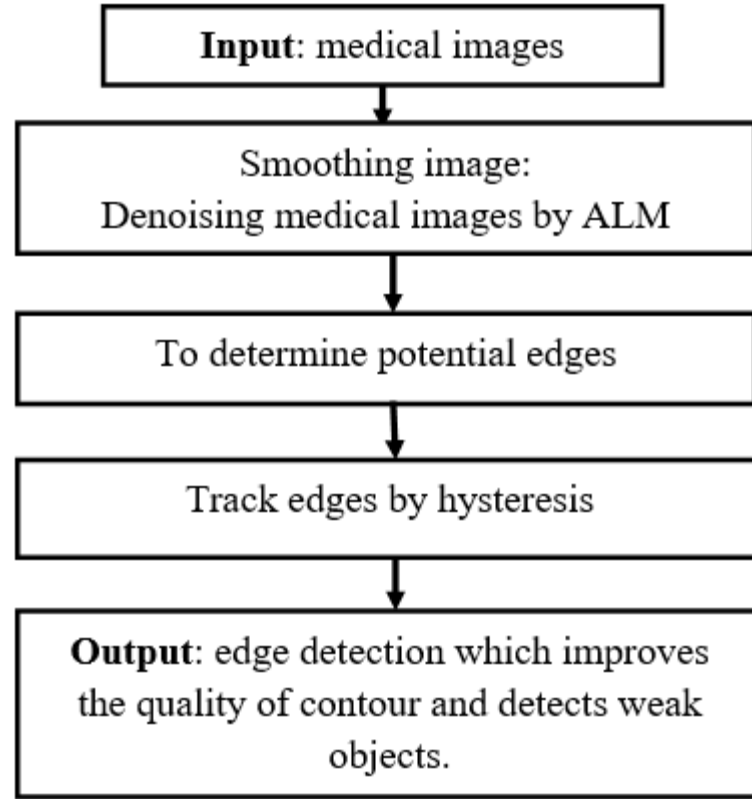 Input: medical images
Smoothing image:
Denoising medical images by ALM
To determine potential edges
Track edges by hysteresis
Output: edge detection which improves
the quality of contour and detects weak
objects.